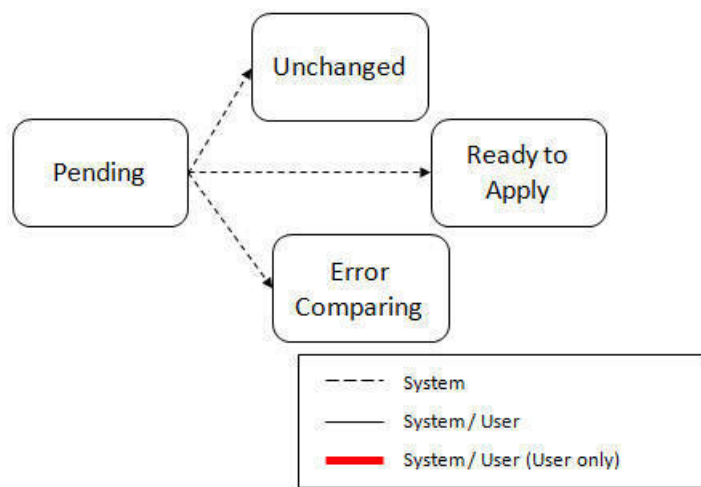 Unchanged
Pending
Ready to
Apply
Error
Comparing
System
System / User
System / User (User only)